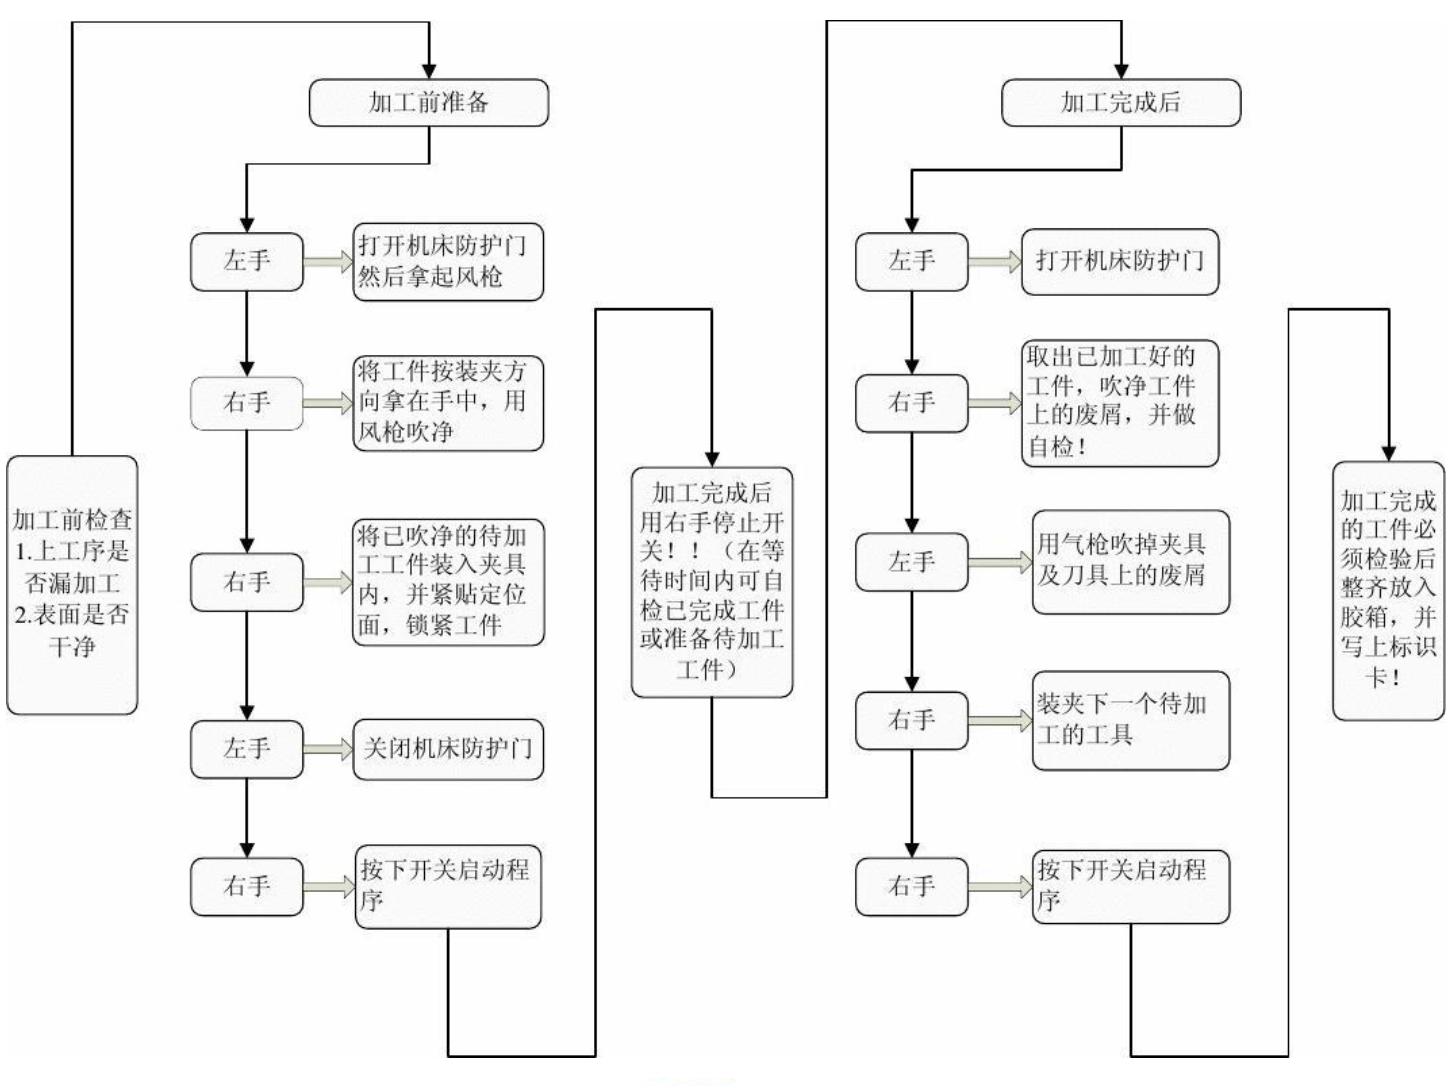 加工前检查
1.上工序是
否漏加工
2.表面是否
干净
加工前准备
左手
打开机床防护门
然后拿起风枪
右手
将工件按装夹方
向拿在手中，用
风枪吹净
右手
将已吹净的待加
工工件装入夹具
内，并紧贴定位
面，锁紧工件
左手
关闭机床防护门
右手
按下开关启动程
序
加工完成后
用右手停止开
关！！（在等
待时间内可自
检已完成工件
或准备待加工
工件）
加工完成后
左手
打开机床防护门
右手
取出已加工好的
工件，吹净工件
上的废屑，并做
自检！
左手
用气枪吹掉夹具
及刀具上的废屑
右手
装夹下一个待加
工的工具
右手
按下开关启动程
序
加工完成
的工件必
须检验后
整齐放入
胶箱，并
写上标识
卡！